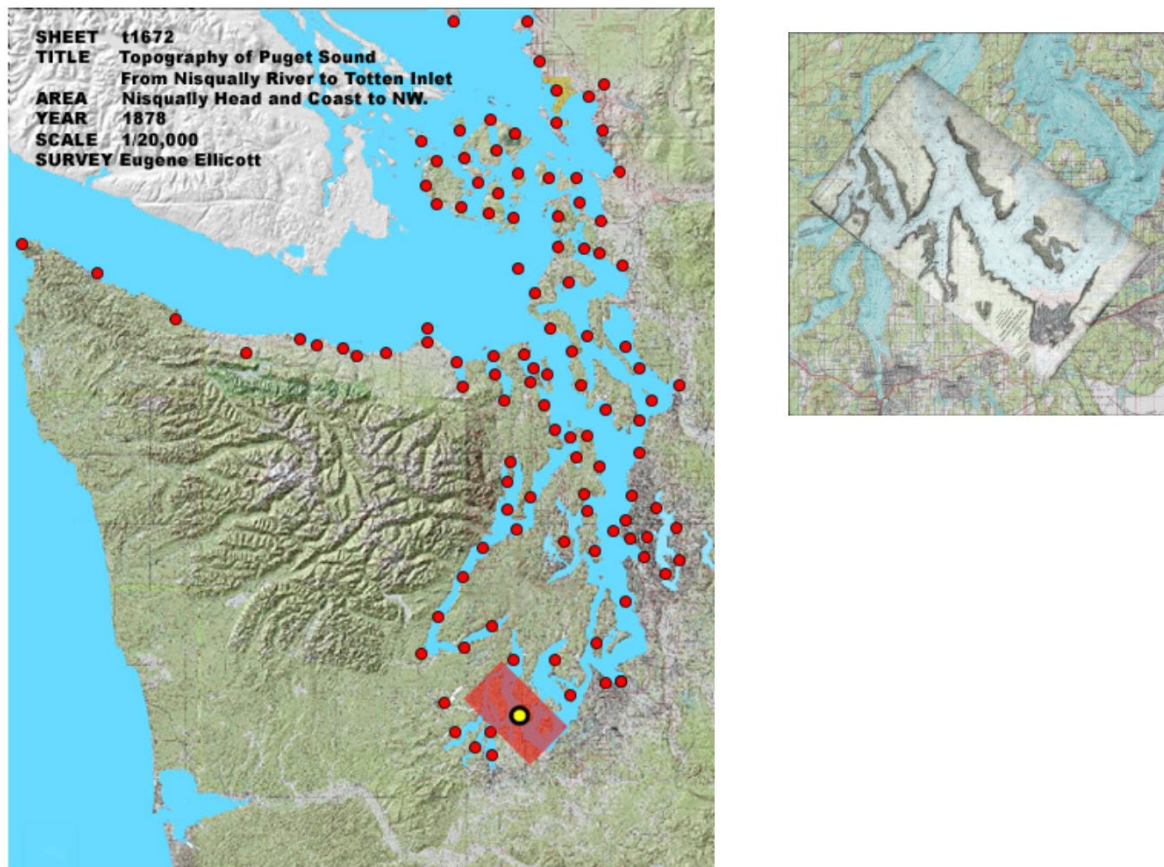 SHEET t1672
TITLE Topography of Puget Sound
From Nisqually River to Totten Inlet
AREA Nisqually Head and Coast to NW.
YEAR 1878
SCALE 1/20,000
SURVEY Eugene Ellicott